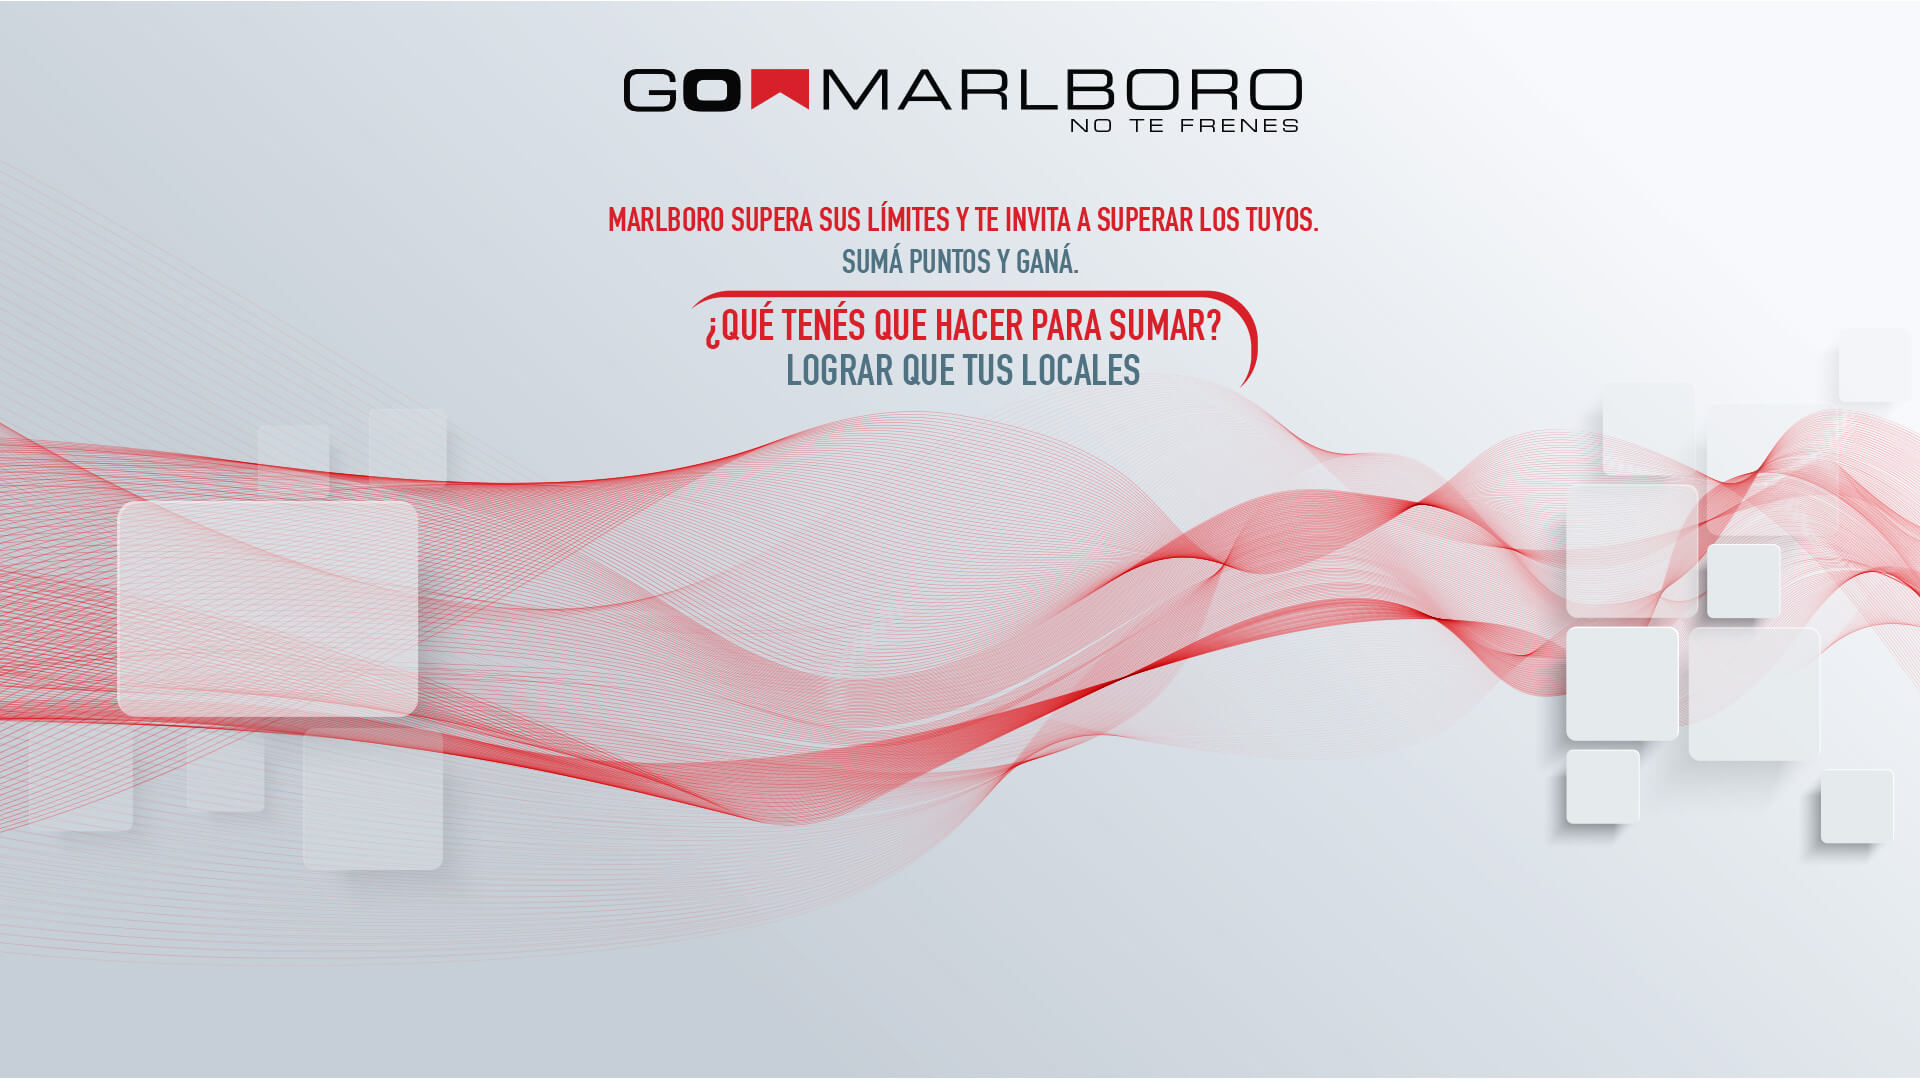 GO MARLBORO
NO TE FRENES
MARLBORO SUPERA SUS LÍMITES Y TE INVITA A SUPERAR LOS TUYOS.
SUMÁ PUNTOS Y GANÁ.
¿QUÉ TENÉS QUE HACER PARA SUMAR?
LOGRAR QUE TUS LOCALES